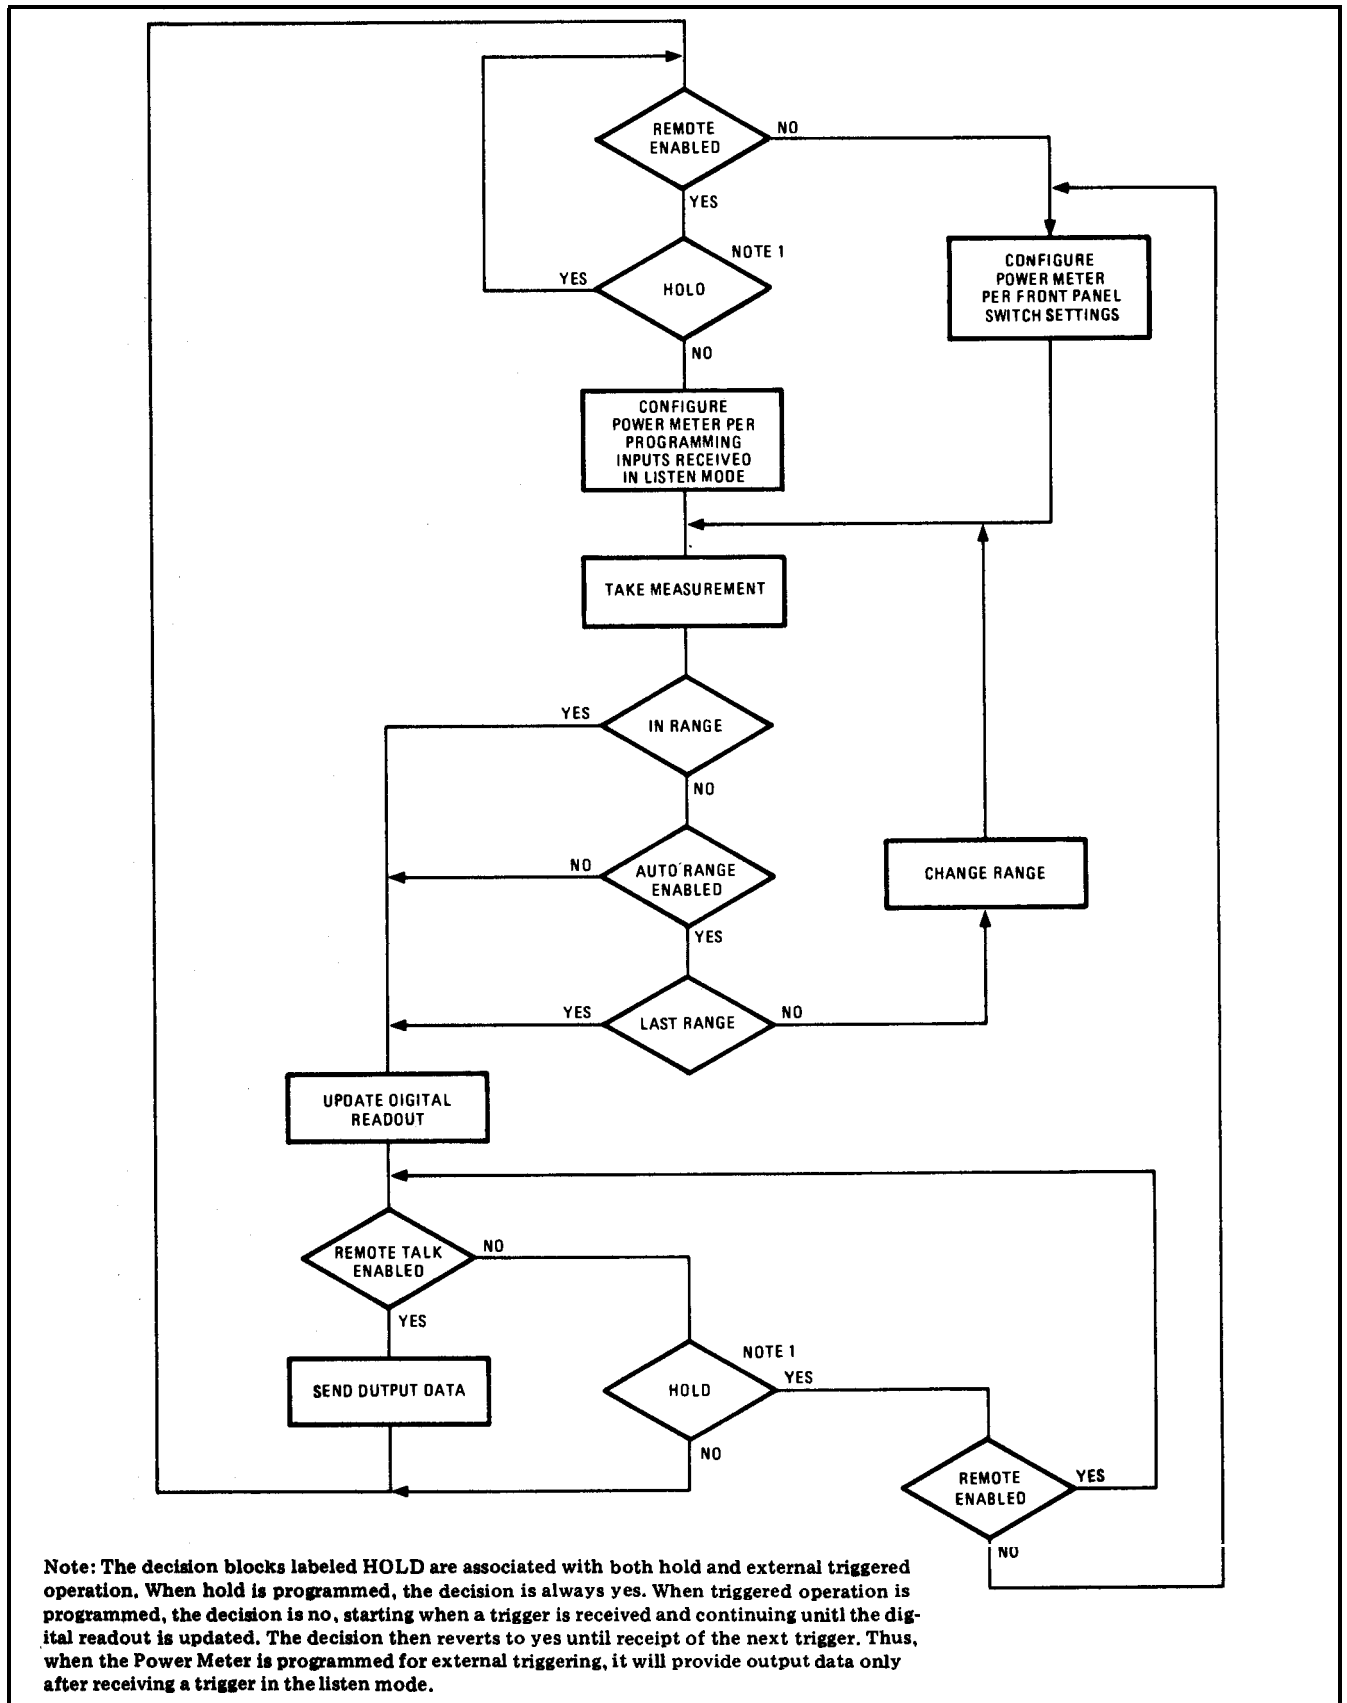 REMOTE
ENABLED
NO
YES
NOTE 1
YES
HOLD
NO
CONFIGURE
POWER METER
PER FRONT PANEL
SWITCH SETTINGS
CONFIGURE
POWER METER PER
PROGRAMMING
INPUTS RECEIVED
IN LISTEN MODE
TAKE MEASUREMENT
YES
IN RANGE
NO
NO
AUTO RANGE
ENABLED
YES
CHANGE RANGE
YES
LAST RANGE
NO
UPDATE DIGITAL
READOUT
REMOTE TALK
ENABLED
NO
YES
SEND OUTPUT DATA
NOTE 1
HOLD
YES
NO
REMOTE
ENABLED
YES
NO
Note: The decision blocks labeled HOLD are associated with both hold and external triggered
operation. When hold is programmed, the decision is always yes. When triggered operation is
programmed, the decision is no, starting when a trigger is received and continuing unitl the dig-
ital readout is updated. The decision then reverts to yes until receipt of the next trigger. Thus,
when the Power Meter is programmed for external triggering, it will provide output data only
after receiving a trigger in the listen mode.